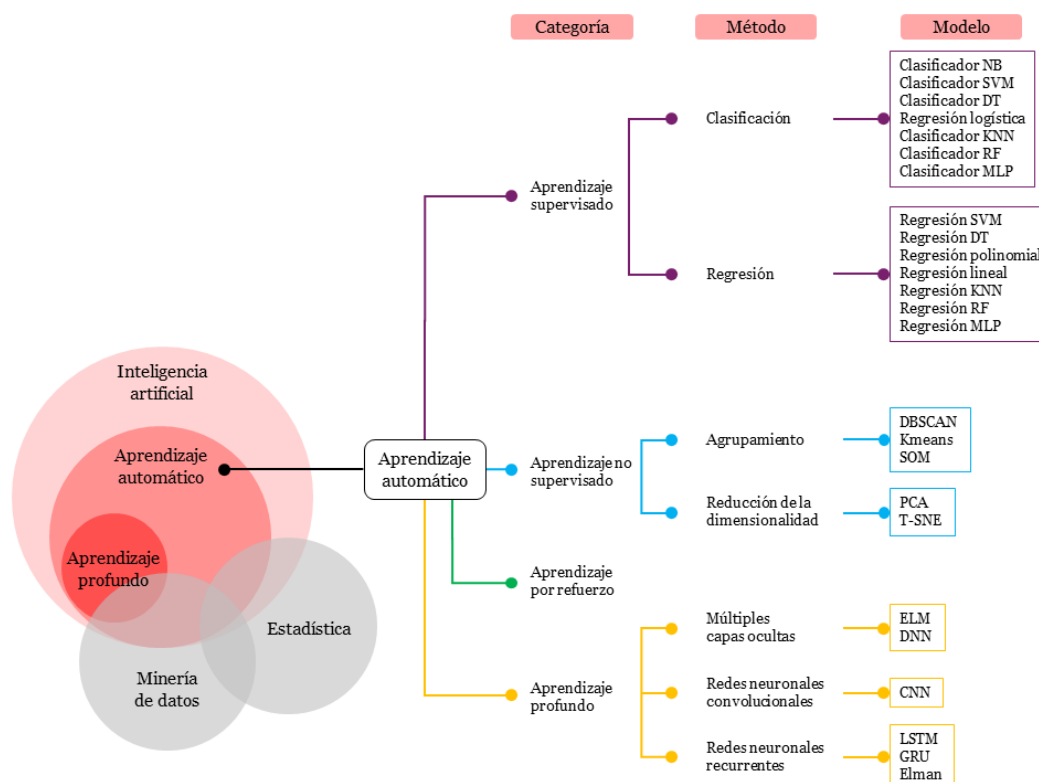 Categoría
Método
Modelo
Clasificador NB
Clasificador SVM
Clasificador DT
Regresión logística
Clasificador KNN
Clasificador RF
Clasificador MLP
Clasificación
Aprendizaje
supervisado
Regresión SVM
Regresión DT
Regresión polinomial
Regresión lineal
Regresión KNN
Regresión RF
Regresión MLP
Regresión
Inteligencia
artificial
Aprendizaje
automático
Aprendizaje
automático
Aprendizaje no
supervisado
Agrupamiento
DBSCAN
Kmeans
SOM
Reducción de la
dimensionalidad
PCA
T-SNE
Aprendizaje
profundo
Aprendizaje
por refuerzo
Estadística
Minería
de datos
Aprendizaje
profundo
Múltiples
capas ocultas
ELM
DNN
Redes neuronales
convolucionales
CNN
Redes neuronales
recurrentes
LSTM
GRU
Elman